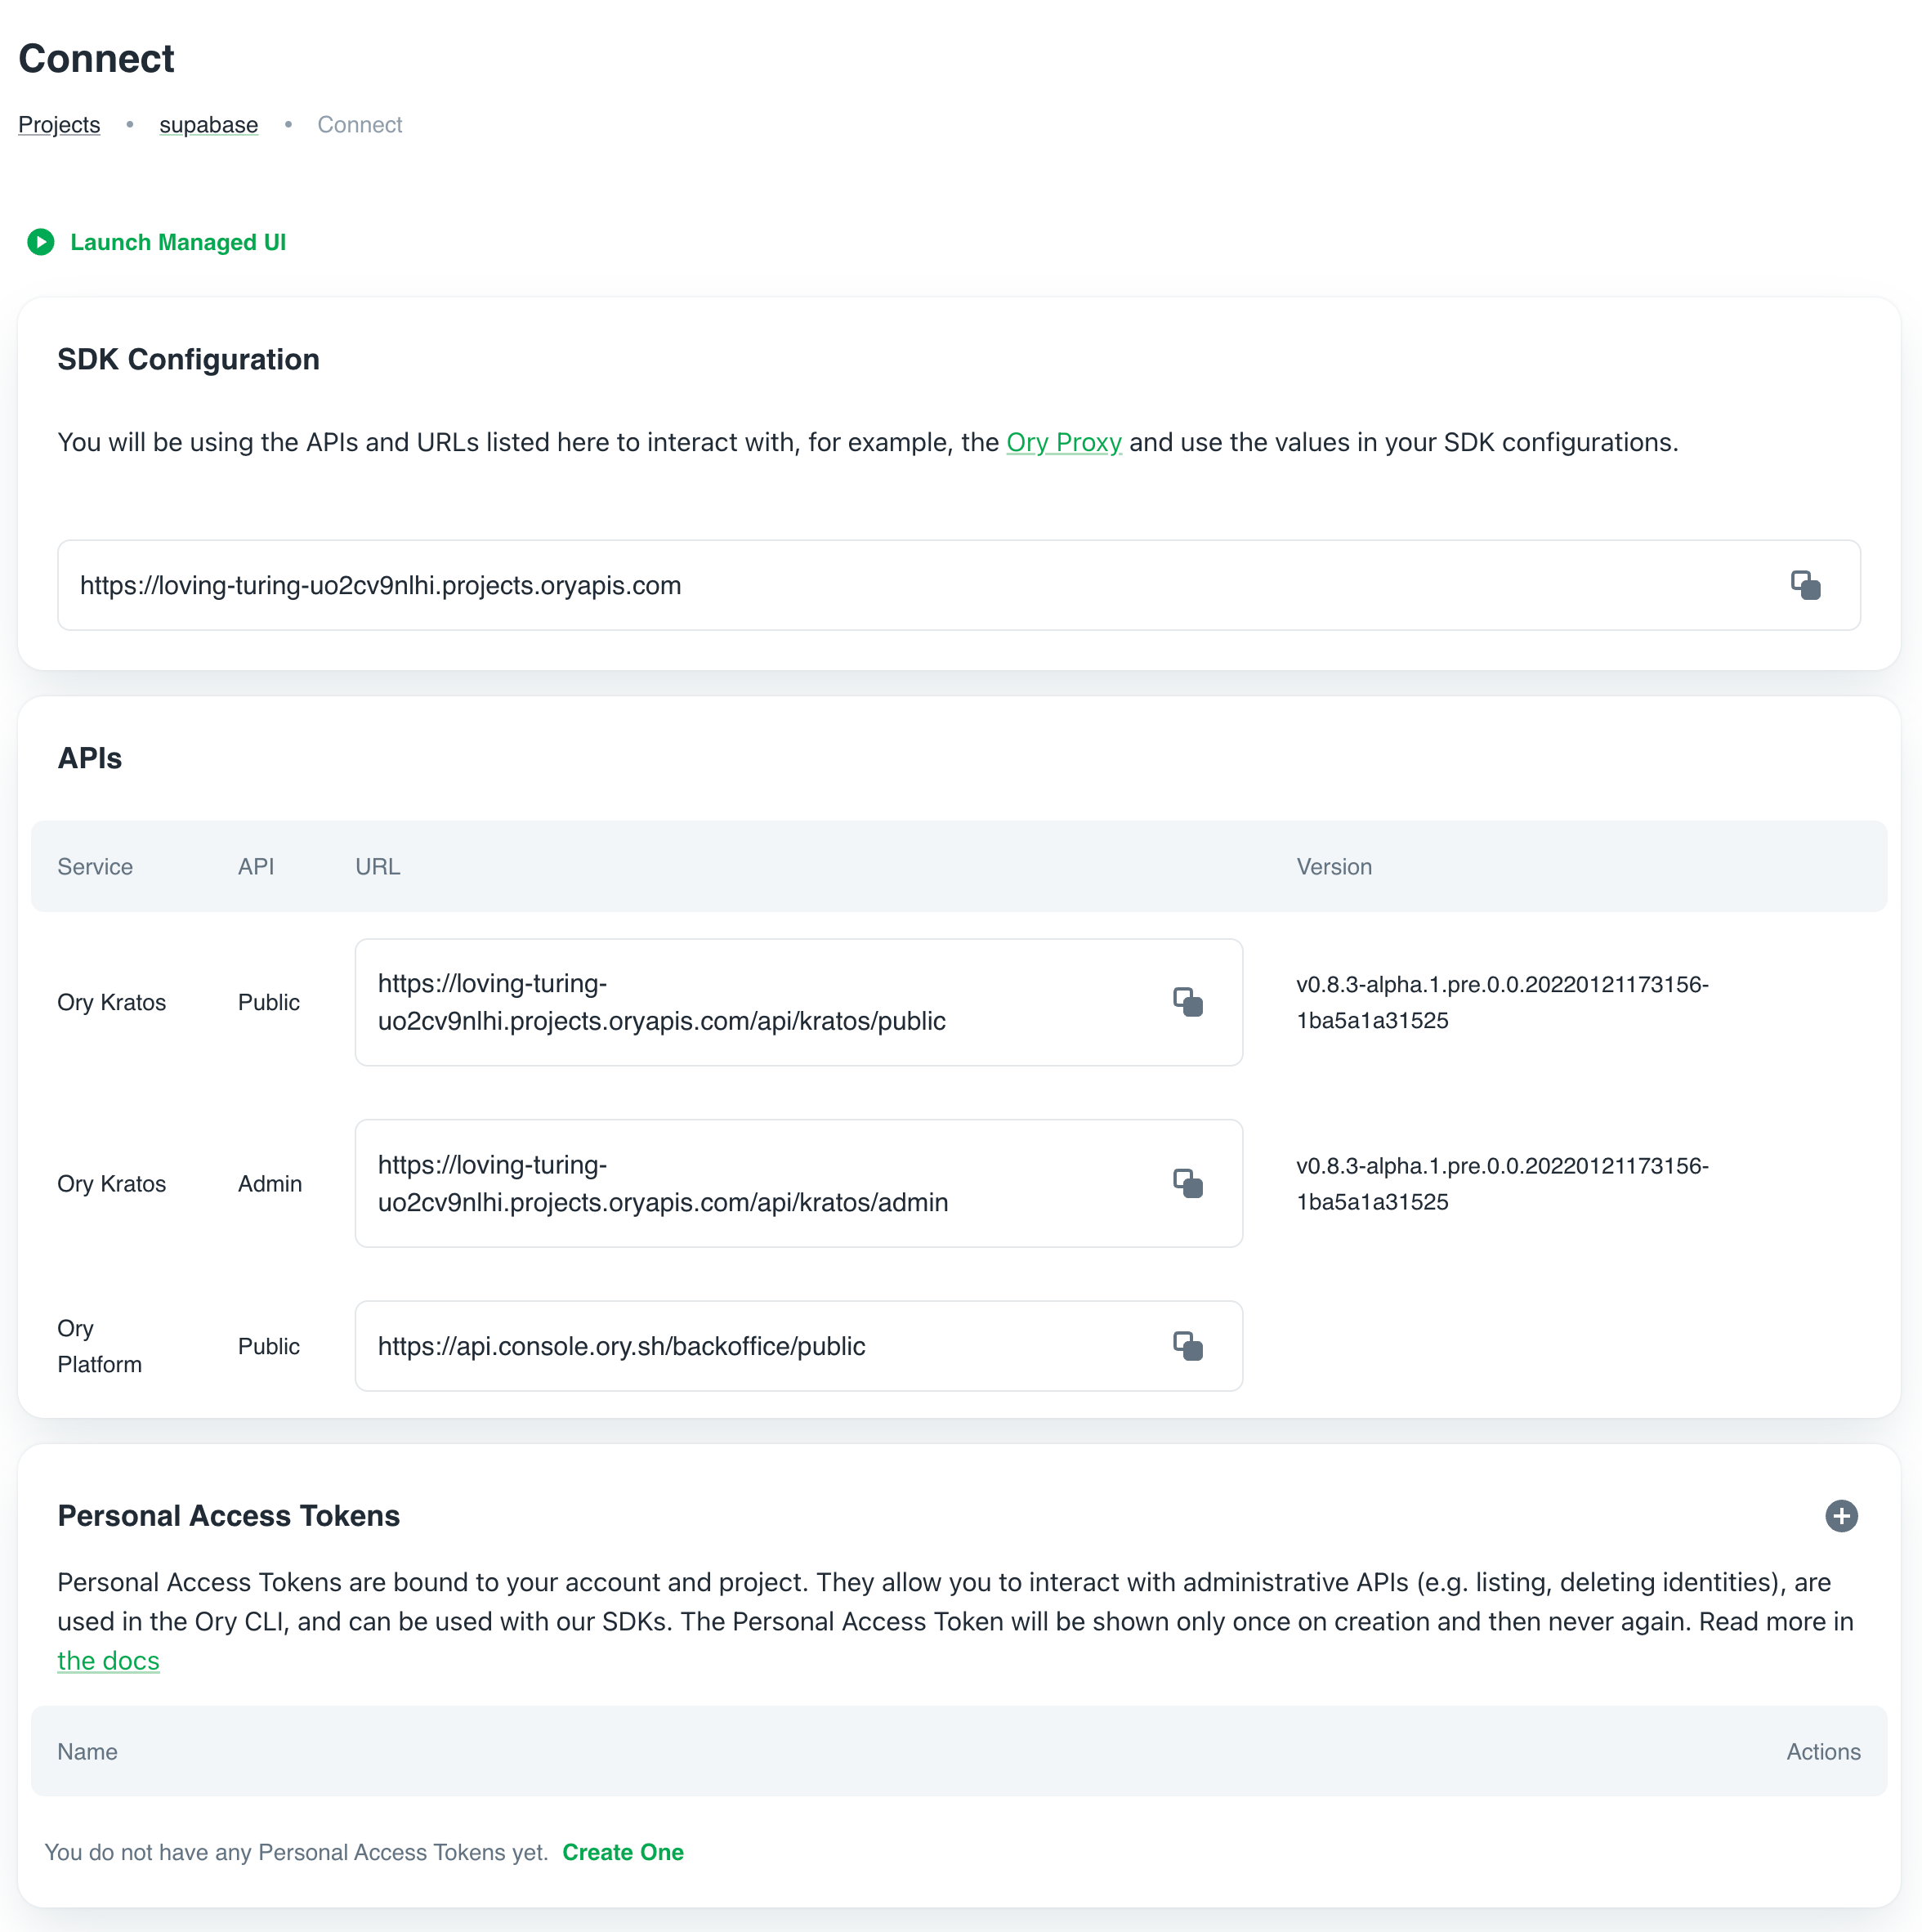 Connect
Projects • supabase • Connect
Launch Managed UI
SDK Configuration
You will be using the APIs and URLs listed here to interact with, for example, the Ory Proxy and use the values in your SDK configurations.
https://loving-turing-uo2cv9nlhi.projects.oryapis.com
APIs
Service API URL Version
Ory Kratos Public https://loving-turing-
uo2cv9nlhi.projects.oryapis.com/api/kratos/public
v0.8.3-alpha.1.pre.0.0.20220121173156-
1ba5a1a31525
Ory Kratos Admin https://loving-turing-
uo2cv9nlhi.projects.oryapis.com/api/kratos/admin
v0.8.3-alpha.1.pre.0.0.20220121173156-
1ba5a1a31525
Ory
Platform
Public https://api.console.ory.sh/backoffice/public
Personal Access Tokens
Personal Access Tokens are bound to your account and project. They allow you to interact with administrative APIs (e.g. listing, deleting identities), are
used in the Ory CLI, and can be used with our SDKs. The Personal Access Token will be shown only once on creation and then never again. Read more in
the docs
Name Actions
You do not have any Personal Access Tokens yet. Create One